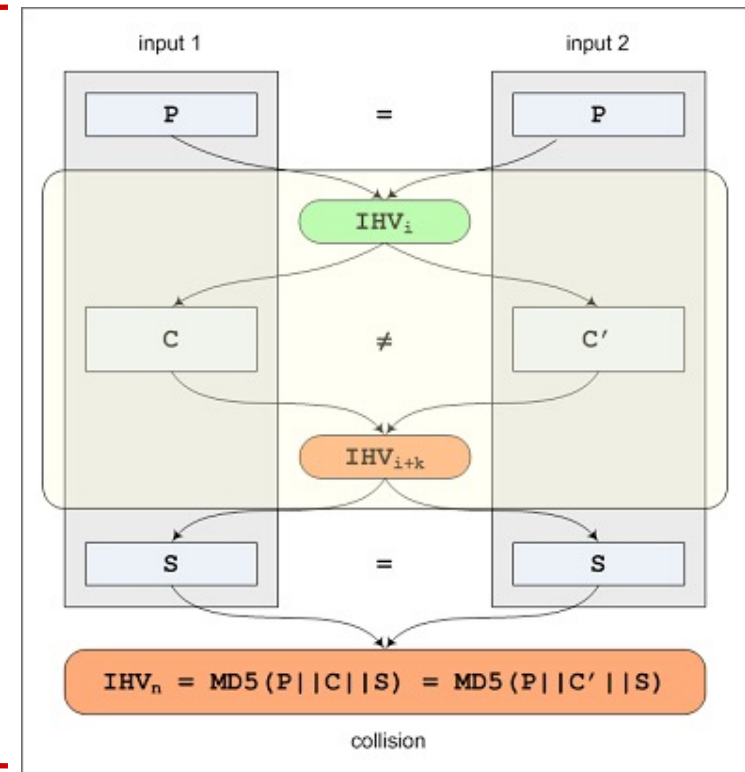 input 1 input 2
P = P
IHVᵢ
C ≠ C′
IHVᵢ₊ₖ
S = S
IHVₙ = MD5(P||C||S) = MD5(P||C′||S)
collision